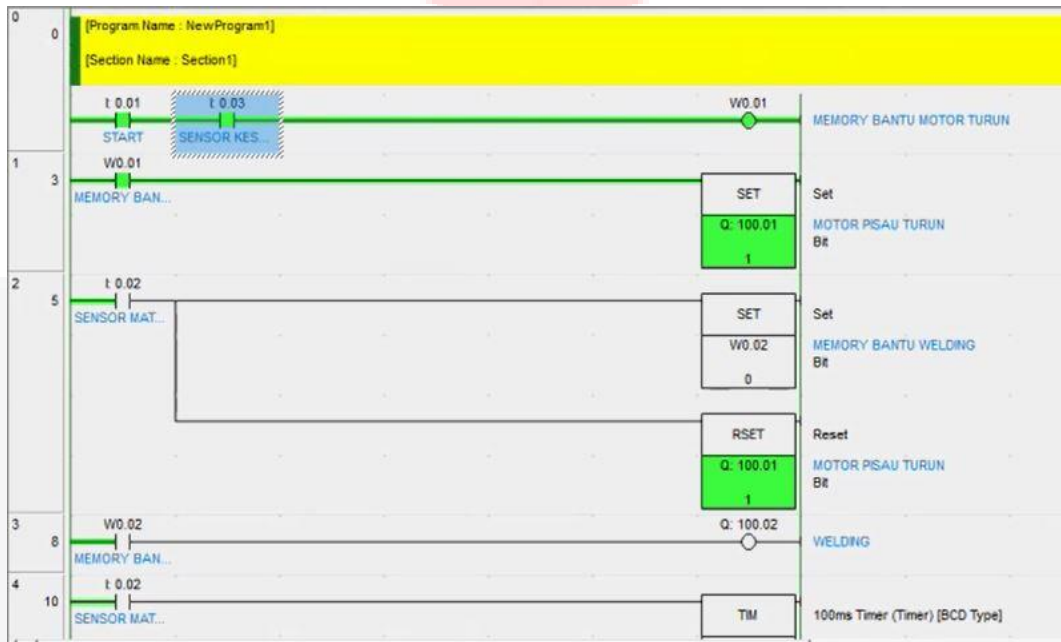 0
0
[Program Name : NewProgram1]
[Section Name : Section1]
I: 0.01
I: 0.03
W0.01
START
SENSOR KES...
MEMORY BANTU MOTOR TURUN
1
3
W0.01
MEMORY BAN...
SET
Set
Q: 100.01
MOTOR PISAU TURUN
Bit
1
2
5
I: 0.02
SENSOR MAT...
SET
Set
W0.02
MEMORY BANTU WELDING
Bit
0
RSET
Reset
Q: 100.01
MOTOR PISAU TURUN
Bit
1
3
8
W0.02
MEMORY BAN...
Q: 100.02
WELDING
4
10
I: 0.02
SENSOR MAT...
TIM
100ms Timer (Timer) [BCD Type]